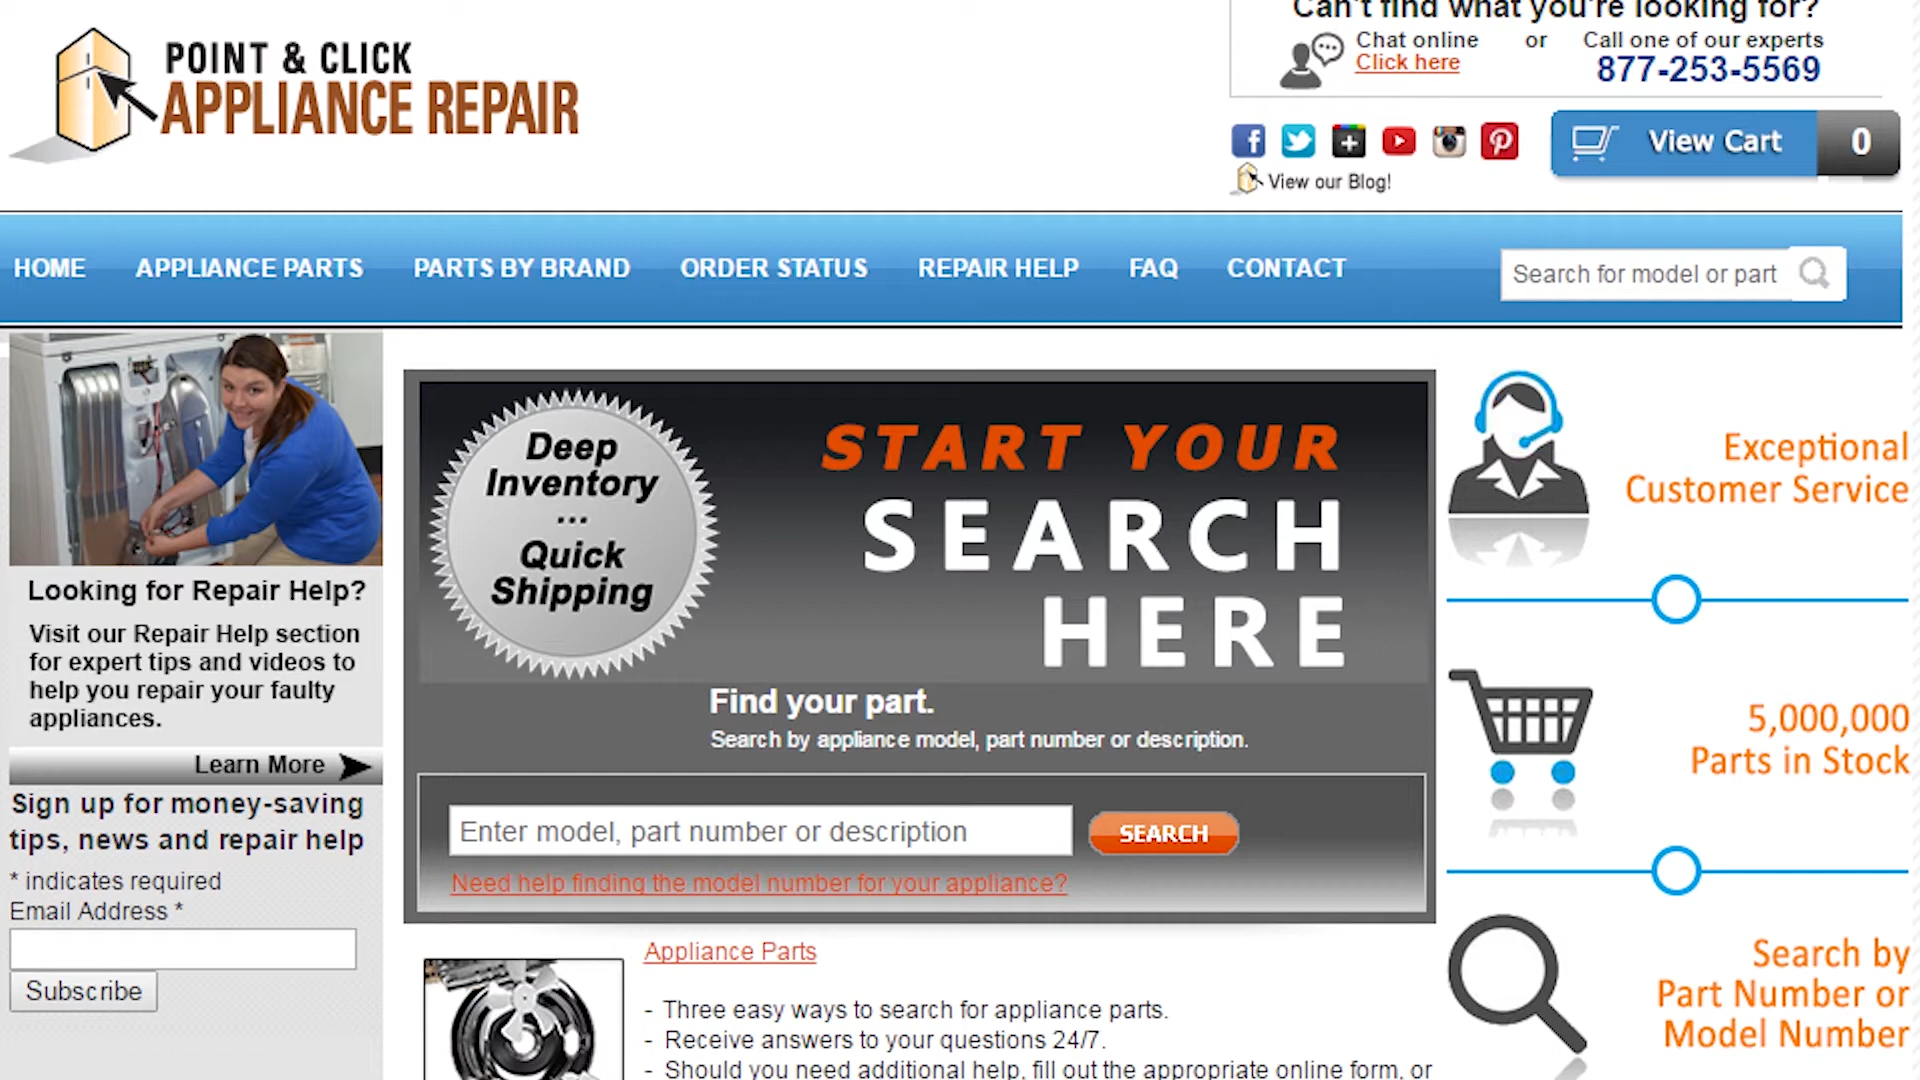 POINT & CLICK
APPLIANCE REPAIR
Can't find what you're looking for?
Chat online or Call one of our experts
Click here 877-253-5569
View our Blog!
View Cart 0
HOME APPLIANCE PARTS PARTS BY BRAND ORDER STATUS REPAIR HELP FAQ CONTACT
Search for model or part
Looking for Repair Help?
Visit our Repair Help section
for expert tips and videos to
help you repair your faulty
appliances.
Learn More
Sign up for money-saving
tips, news and repair help
* indicates required
Email Address *
Subscribe
Deep
Inventory
...
Quick
Shipping
START YOUR
SEARCH
HERE
Find your part.
Search by appliance model, part number or description.
Enter model, part number or description
SEARCH
Need help finding the model number for your appliance?
Appliance Parts
- Three easy ways to search for appliance parts.
- Receive answers to your questions 24/7.
- Should you need additional help, fill out the appropriate online form, or
Exceptional
Customer Service
5,000,000
Parts in Stock
Search by
Part Number or
Model Number